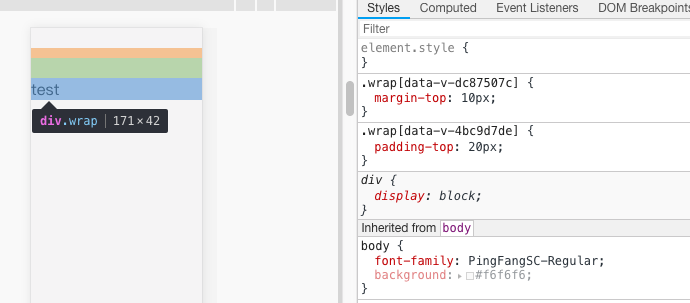 Styles Computed Event Listeners DOM Breakpoints
Filter
element.style {
}
.wrap[data-v-dc87507c] {
margin-top: 10px;
}
.wrap[data-v-4bc9d7de] {
padding-top: 20px;
}
div {
display: block;
}
Inherited from body
body {
font-family: PingFangSC-Regular;
background: #f6f6f6;
}
test
div.wrap 171 × 42